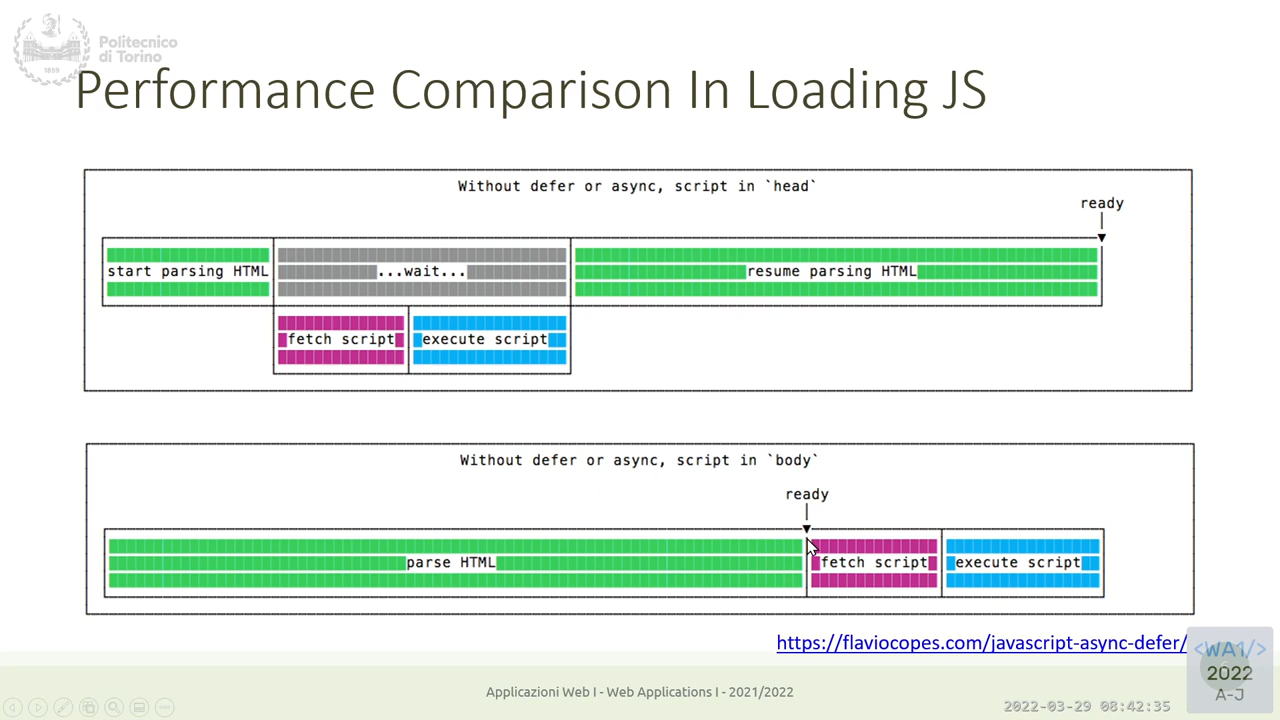 Politecnico
di Torino
1859
Performance Comparison In Loading JS
Without defer or async, script in `head`
ready
start parsing HTML
...wait...
resume parsing HTML
fetch script
execute script
Without defer or async, script in `body`
ready
parse HTML
fetch script
execute script
https://flaviocopes.com/javascript-async-defer/
<WA1/>
2022
A-J
Applicazioni Web I - Web Applications I - 2021/2022
2022-03-29 08:42:35